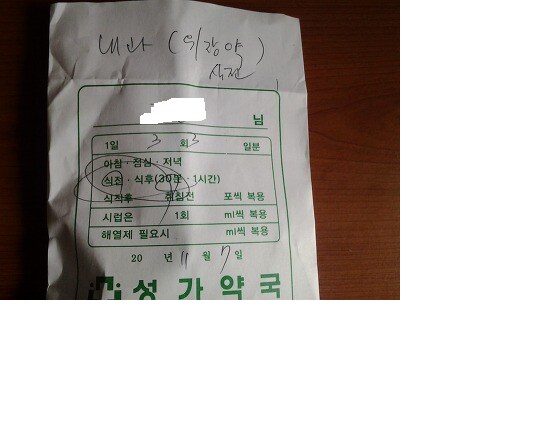 내과 (위장약)
식전
님
1일 3 회 3 일분
아침·점심·저녁
식전·식후(30분·1시간)
식직후 취침전 포씩 복용
시럽은 1회 ml씩 복용
해열제 필요시 ml씩 복용
20 년 11 월 7 일
성가약국